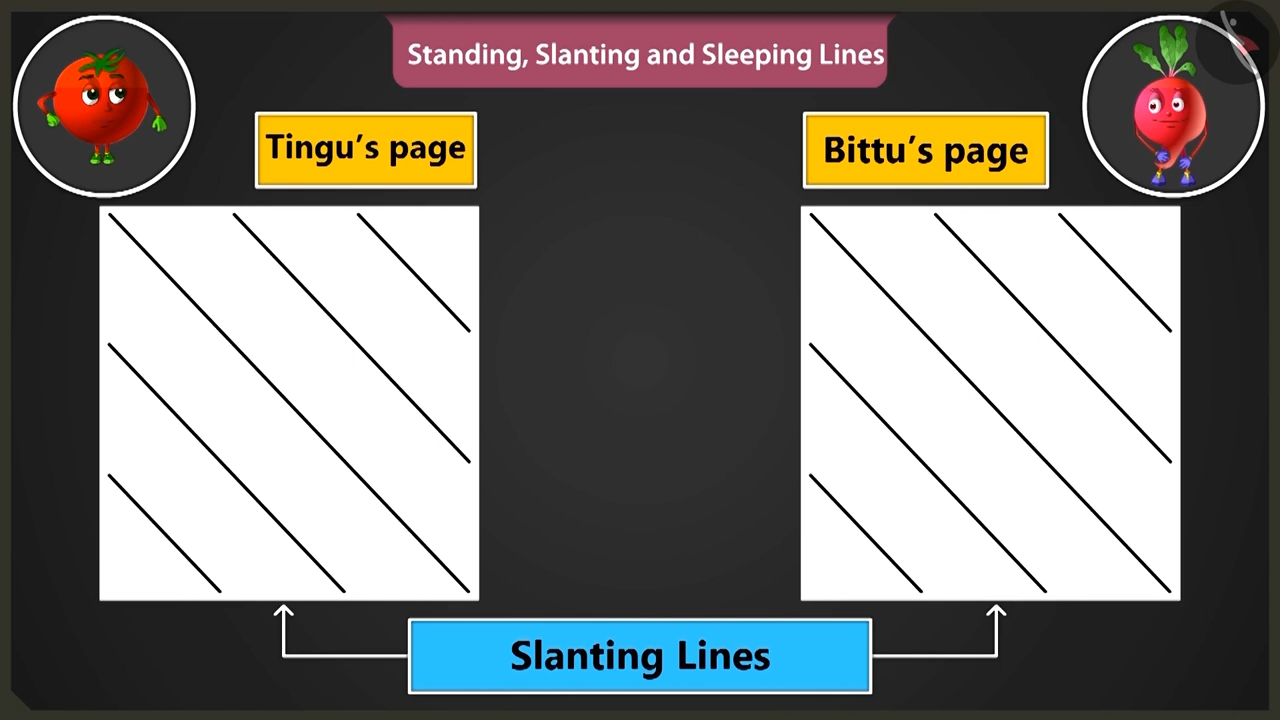 Standing, Slanting and Sleeping Lines
Tingu's page
Bittu's page
Slanting Lines